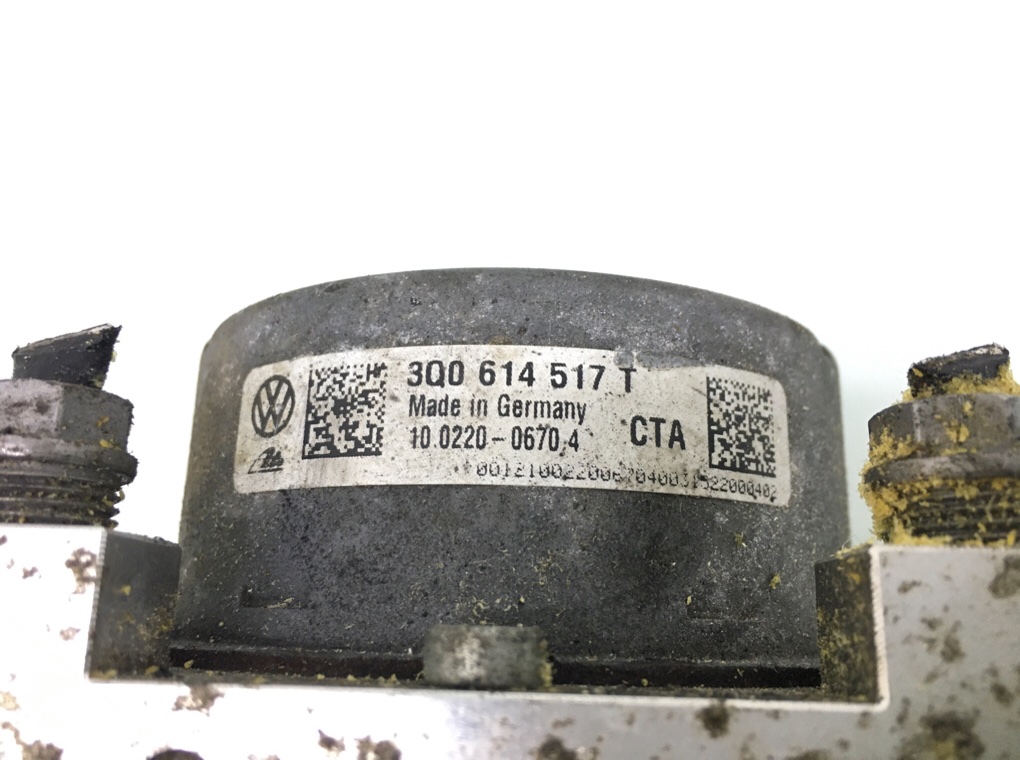 3Q0 614 517 T
Made in Germany
10.0220-0670.4 CTA